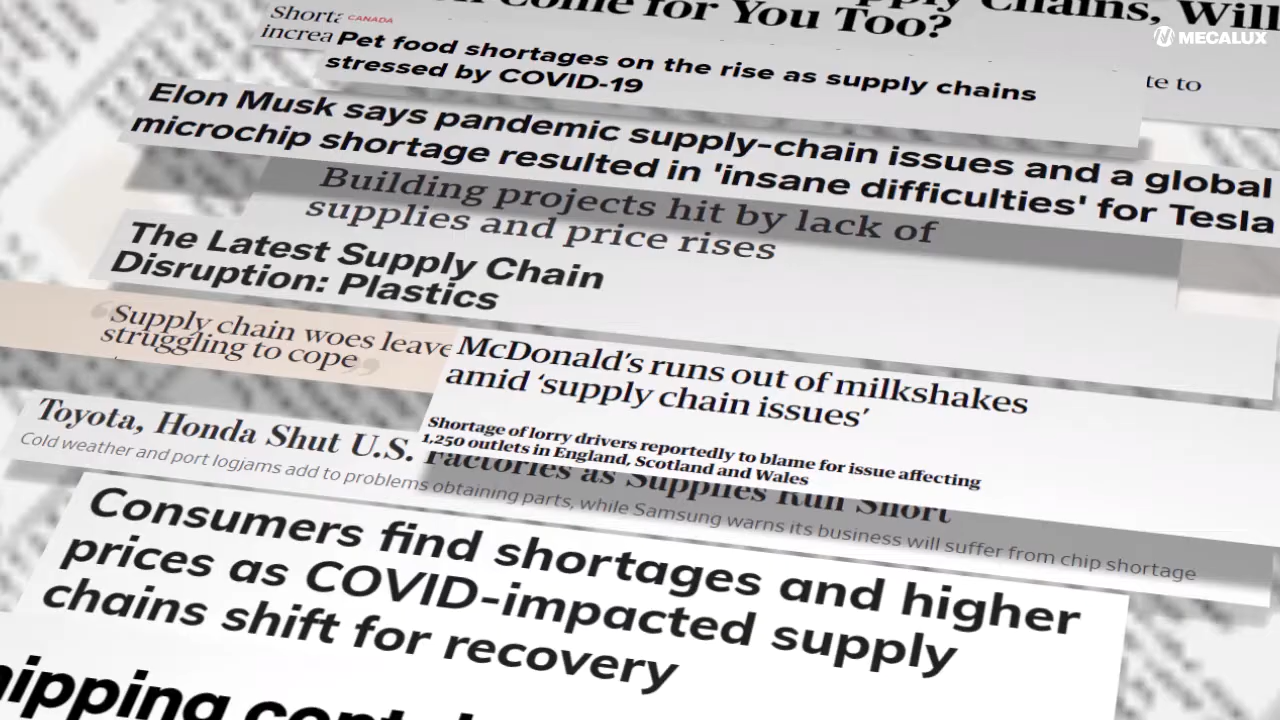 Chains, Will
Come for You Too?
MECALUX
CANADA
increa
Pet food shortages on the rise as supply chains
stressed by COVID-19
te to
Elon Musk says pandemic supply-chain issues and a global
microchip shortage resulted in 'insane difficulties' for Tesla
Building projects hit by lack of
supplies and price rises
The Latest Supply Chain
Disruption: Plastics
“Supply chain woes leave
struggling to cope”
McDonald's runs out of milkshakes
amid ‘supply chain issues’
Shortage of lorry drivers reportedly to blame for issue affecting
1,250 outlets in England, Scotland and Wales
Toyota, Honda Shut U.S. Factories as Supplies Run Short
Cold weather and port logjams add to problems obtaining parts, while Samsung warns its business will suffer from chip shortage
Consumers find shortages and higher
prices as COVID-impacted supply
chains shift for recovery